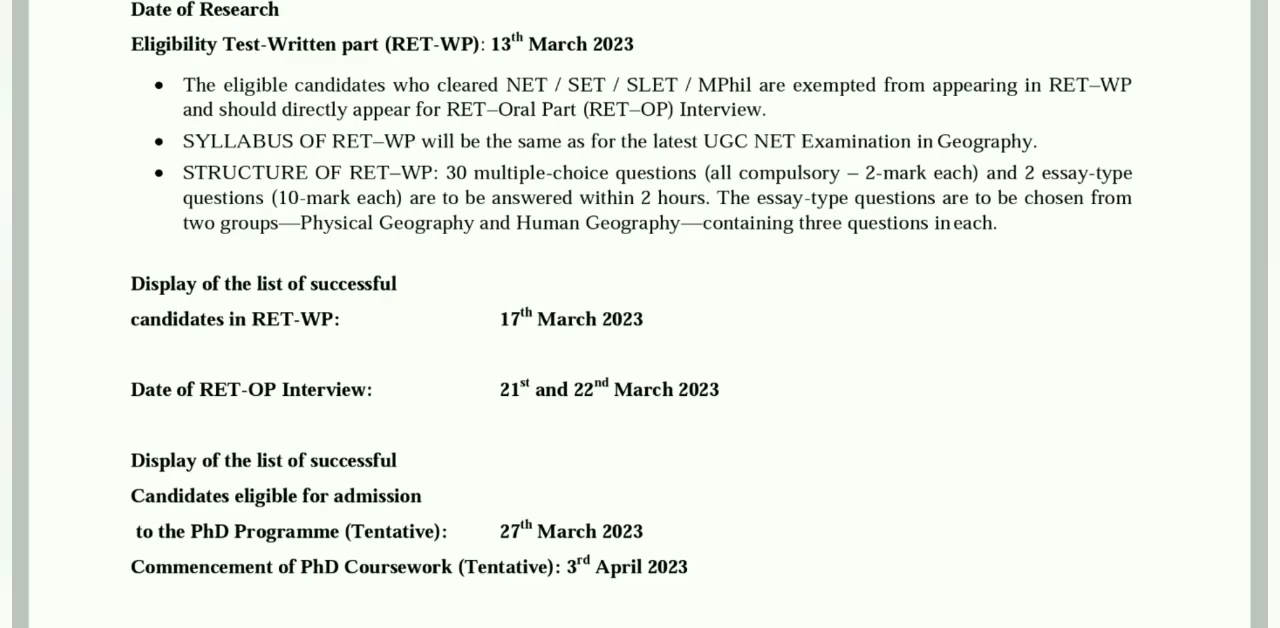 Date of Research
Eligibility Test-Written part (RET-WP): 13th March 2023
• The eligible candidates who cleared NET / SET / SLET / MPhil are exempted from appearing in RET–WP
and should directly appear for RET–Oral Part (RET–OP) Interview.
• SYLLABUS OF RET–WP will be the same as for the latest UGC NET Examination in Geography.
• STRUCTURE OF RET–WP: 30 multiple-choice questions (all compulsory – 2-mark each) and 2 essay-type
questions (10-mark each) are to be answered within 2 hours. The essay-type questions are to be chosen from
two groups—Physical Geography and Human Geography—containing three questions in each.
Display of the list of successful
candidates in RET-WP: 17th March 2023
Date of RET-OP Interview: 21st and 22nd March 2023
Display of the list of successful
Candidates eligible for admission
to the PhD Programme (Tentative): 27th March 2023
Commencement of PhD Coursework (Tentative): 3rd April 2023